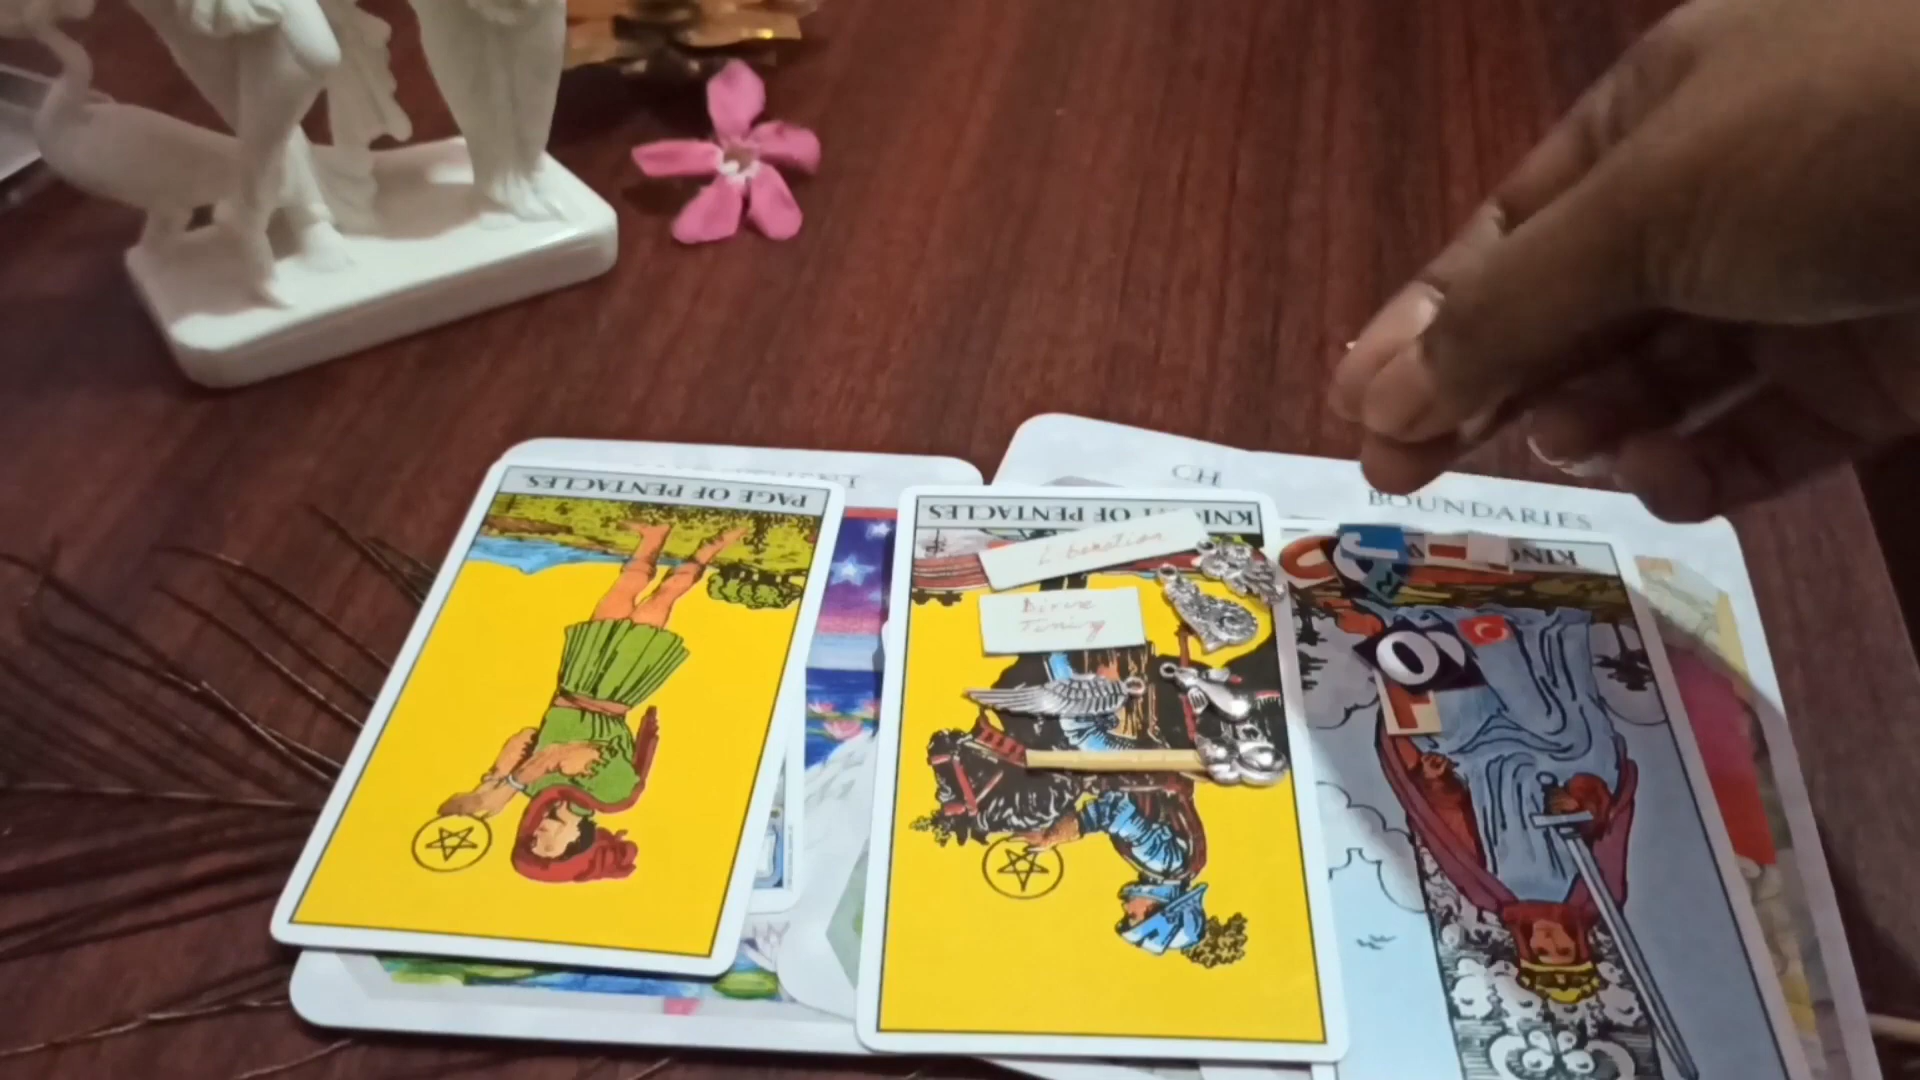 PAGE OF PENTACLES
KNIGHT OF PENTACLES
BOUNDARIES
Liberation
Divine
Timing
KING
J
R
O